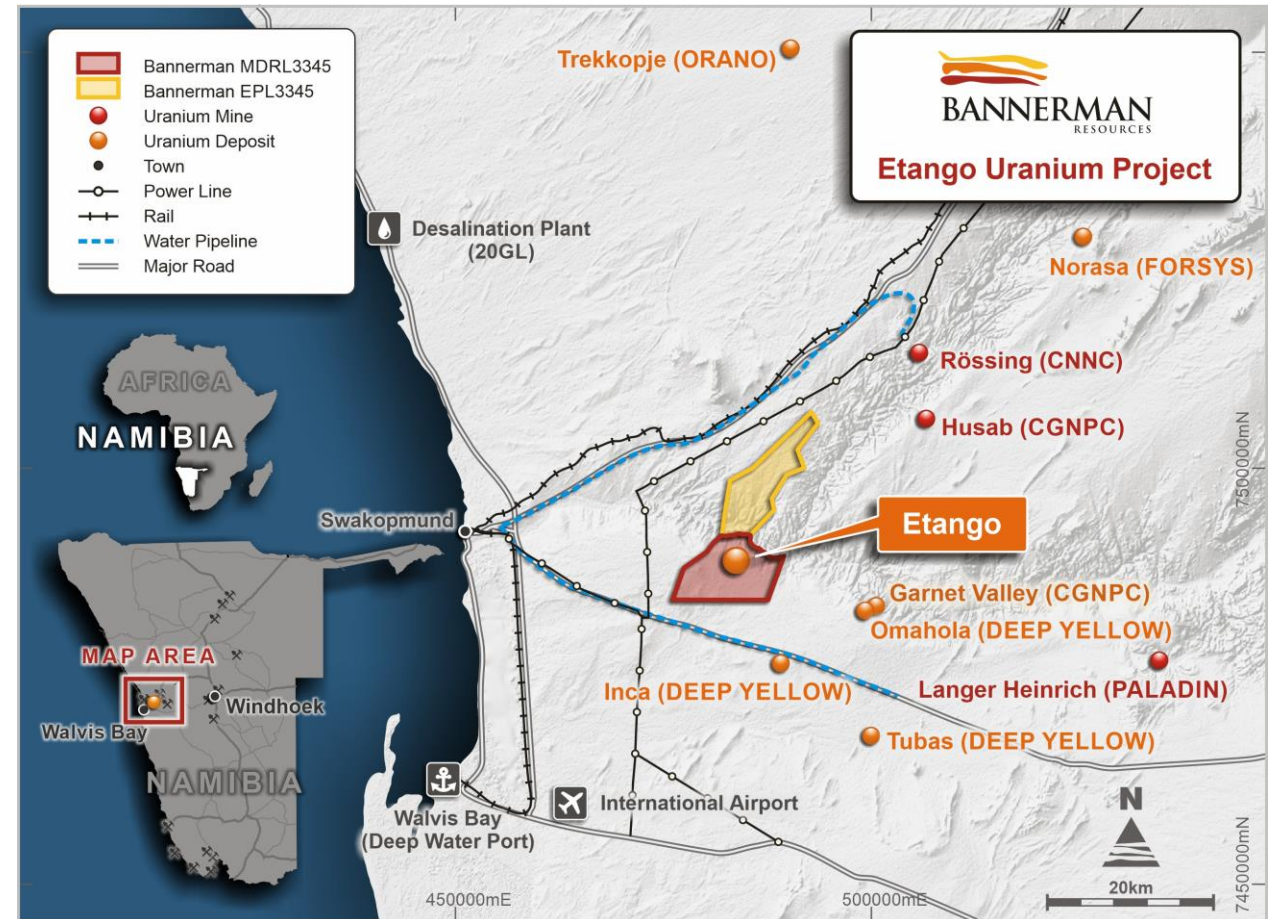 Bannerman MDRL3345
Bannerman EPL3345
Uranium Mine
Uranium Deposit
Town
Power Line
Rail
Water Pipeline
Major Road
BANNERMAN
RESOURCES
Etango Uranium Project
Trekkopje (ORANO)
Desalination Plant
(20GL)
Norasa (FORSYS)
Rössing (CNNC)
Husab (CGNPC)
AFRICA
NAMIBIA
7500000mN
Swakopmund
Etango
Garnet Valley (CGNPC)
Omahola (DEEP YELLOW)
MAP AREA
Windhoek
Walvis Bay
NAMIBIA
Inca (DEEP YELLOW)
Langer Heinrich (PALADIN)
Tubas (DEEP YELLOW)
International Airport
Walvis Bay
(Deep Water Port)
N
20km
450000mE
500000mE
7450000mN